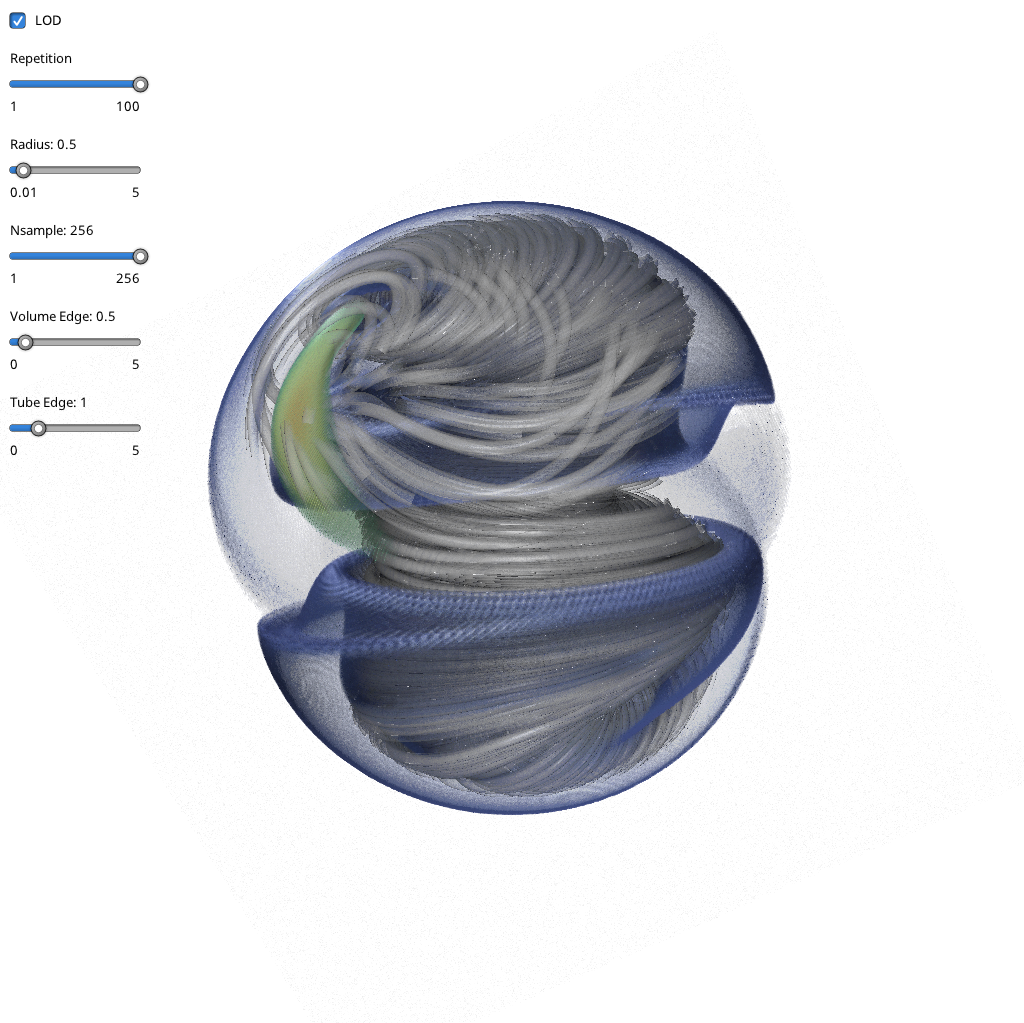 LOD
Repetition
1 100
Radius: 0.5
0.01 5
Nsample: 256
1 256
Volume Edge: 0.5
0 5
Tube Edge: 1
0 5